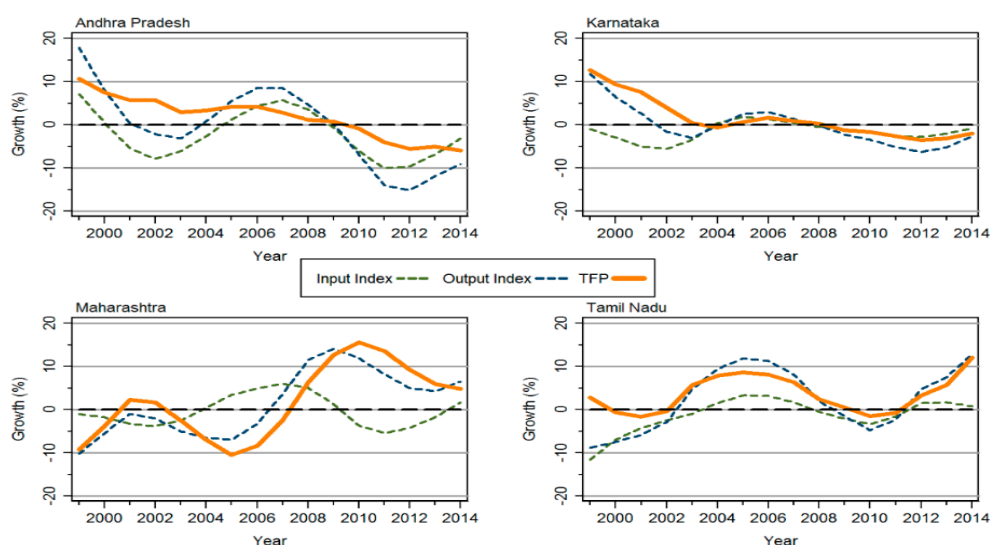 Andhra Pradesh
20
10
0
-10
-20
Growth (%)
2000 2002 2004 2006 2008 2010 2012 2014
Year
Karnataka
20
10
0
-10
-20
Growth (%)
2000 2002 2004 2006 2008 2010 2012 2014
Year
Input Index Output Index TFP
Maharashtra
20
10
0
-10
-20
Growth (%)
2000 2002 2004 2006 2008 2010 2012 2014
Year
Tamil Nadu
20
10
0
-10
-20
Growth (%)
2000 2002 2004 2006 2008 2010 2012 2014
Year